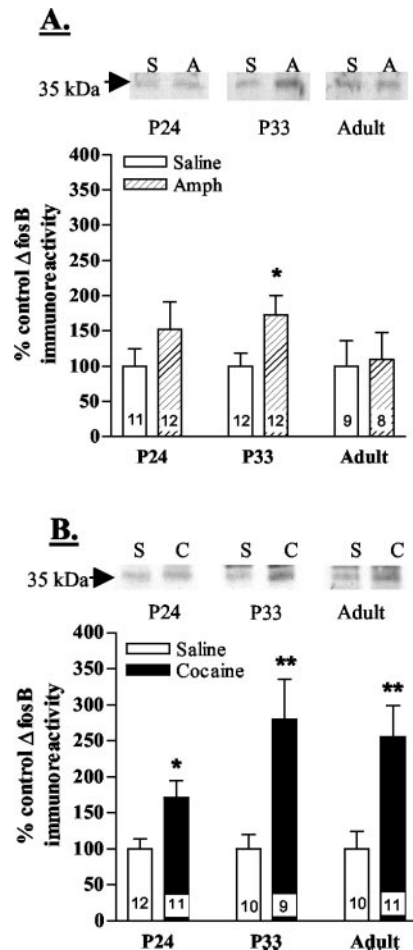 A.
S A S A S A
35 kDa
P24 P33 Adult
% control ΔfosB
immunoreactivity
400
350
300
250
200
150
100
50
0
Saline
Amph
*
11 12 12 12 9 8
P24 P33 Adult
B.
S C S C S C
35 kDa
P24 P33 Adult
% control ΔfosB
immunoreactivity
400
350
300
250
200
150
100
50
0
Saline
Cocaine
* ** **
12 11 10 9 10 11
P24 P33 Adult